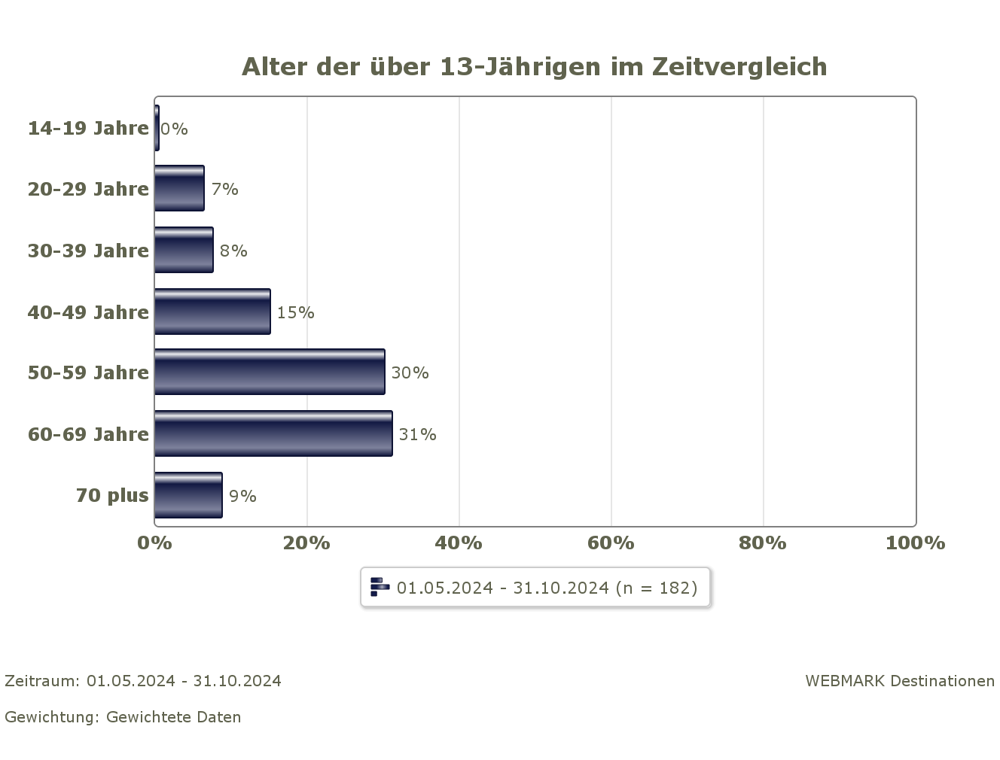 Alter der über 13-Jährigen im Zeitvergleich
14-19 Jahre 0%
20-29 Jahre 7%
30-39 Jahre 8%
40-49 Jahre 15%
50-59 Jahre 30%
60-69 Jahre 31%
70 plus 9%
0% 20% 40% 60% 80% 100%
01.05.2024 - 31.10.2024 (n = 182)
Zeitraum: 01.05.2024 - 31.10.2024 WEBMARK Destinationen
Gewichtung: Gewichtete Daten